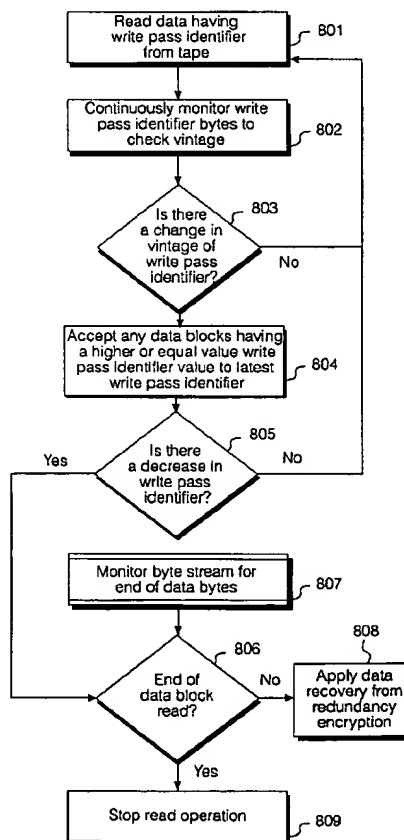 Read data having
write pass identifier
from tape
801
Continuously monitor write
pass identifier bytes to
check vintage
802
803
Is there
a change in
vintage of
write pass
identifier?
No
Accept any data blocks having
a higher or equal value write
pass identifier value to latest
write pass identifier
804
805
Yes
Is there
a decrease in
write pass
identifier?
No
Monitor byte stream for
end of data bytes
807
806
808
End of
data block
read?
No
Apply data
recovery from
redundancy
encryption
Yes
Stop read operation
809